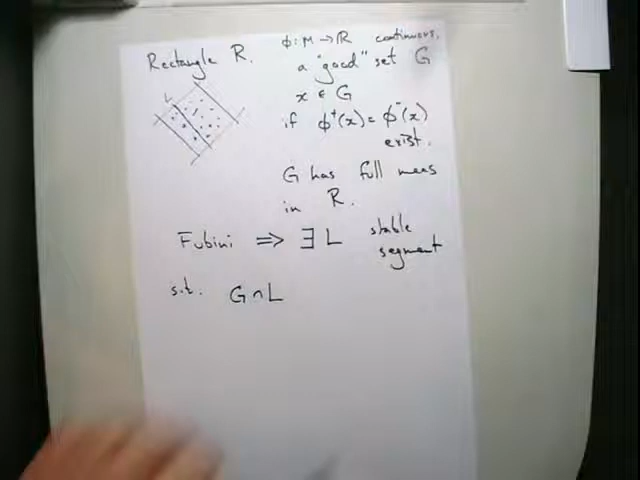 Rectangle R.
L
ϕ: M → ℝ continuous,
a "good" set G
x ∈ G
if ϕ⁺(x) = ϕ⁻(x)
exist.
G has full meas
in R.
Fubini ⟹ ∃ L stable
segment
s.t. G ∩ L